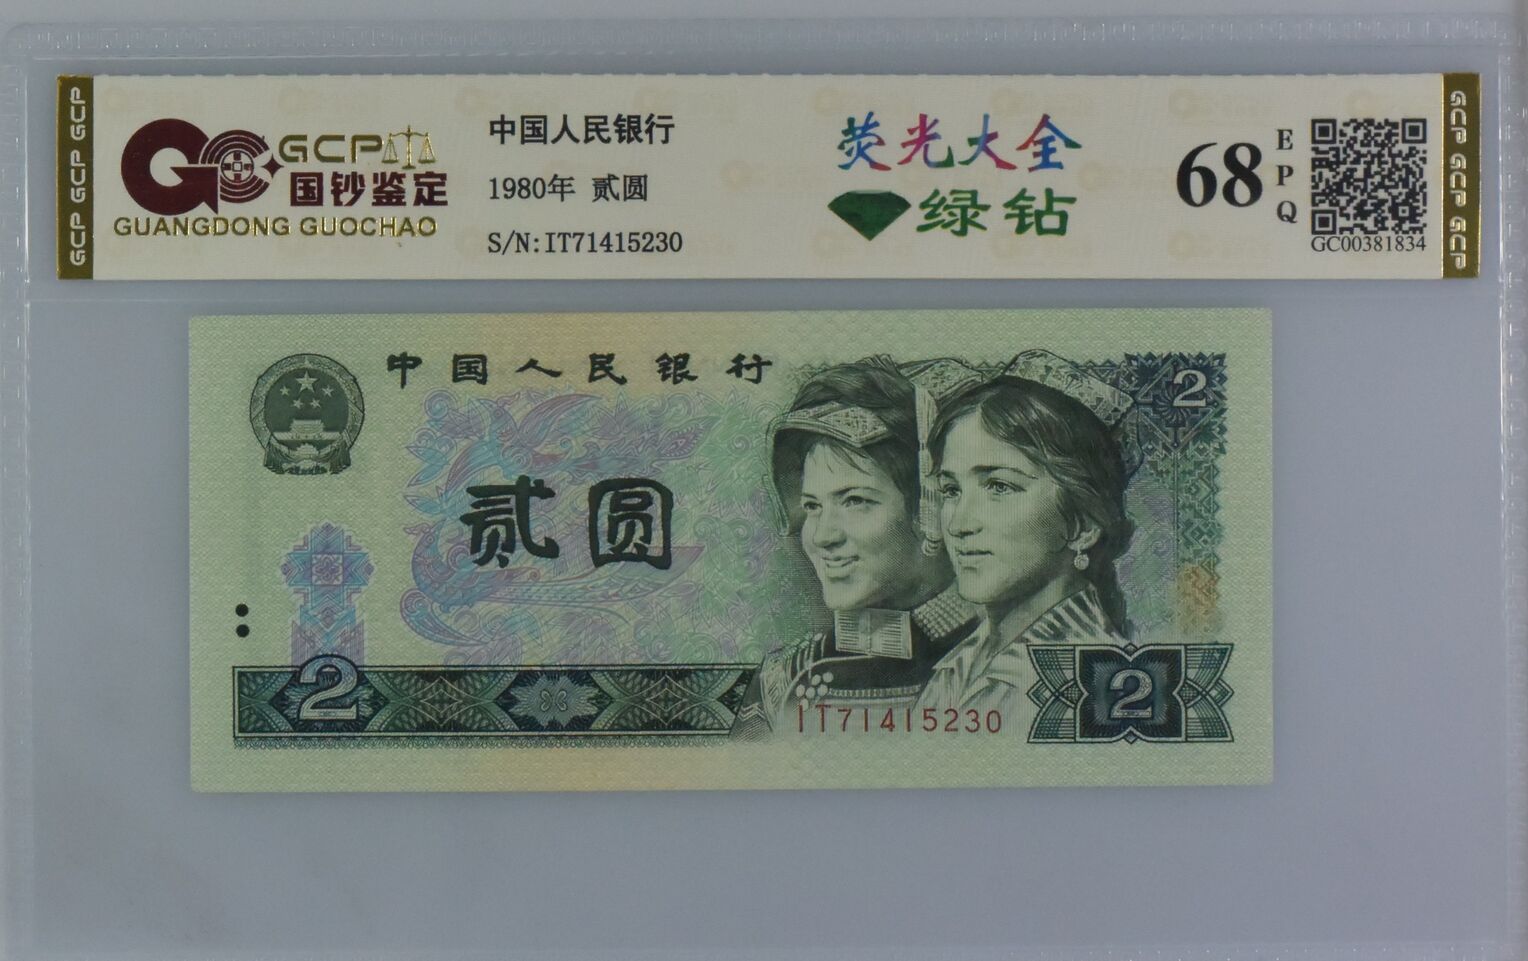 GCP GCP GCP
GCP
国钞鉴定
GUANGDONG GUOCHAO
中国人民银行
1980年 贰圆
S/N:IT71415230
荧光大全
绿钻
68
EPQ
GC00381834
GCP GCP GCP
中国人民银行
2
贰圆
2
IT71415230
2